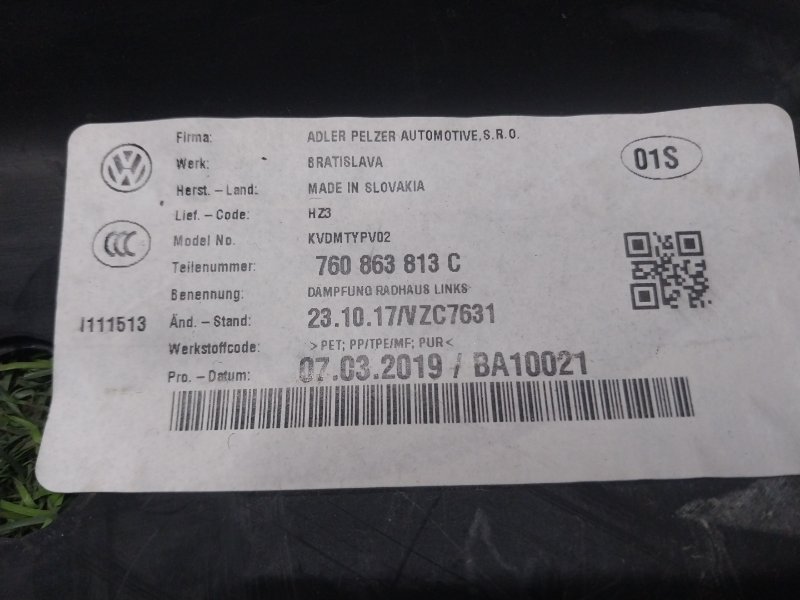 Firma: ADLER PELZER AUTOMOTIVE,S.R.O.
01S
Werk: BRATISLAVA
Herst.-Land: MADE IN SLOVAKIA
Lief.-Code: HZ3
Model No. KVDMTYPV02
Teilenummer: 760 863 813 C
Benennung: DÄMPFUNG RADHAUS LINKS
I111513
Änd.-Stand: 23.10.17/VZC7631
Werkstoffcode: >PET; PP/TPE/MF; PUR<
Pro.-Datum: 07.03.2019 / BA10021